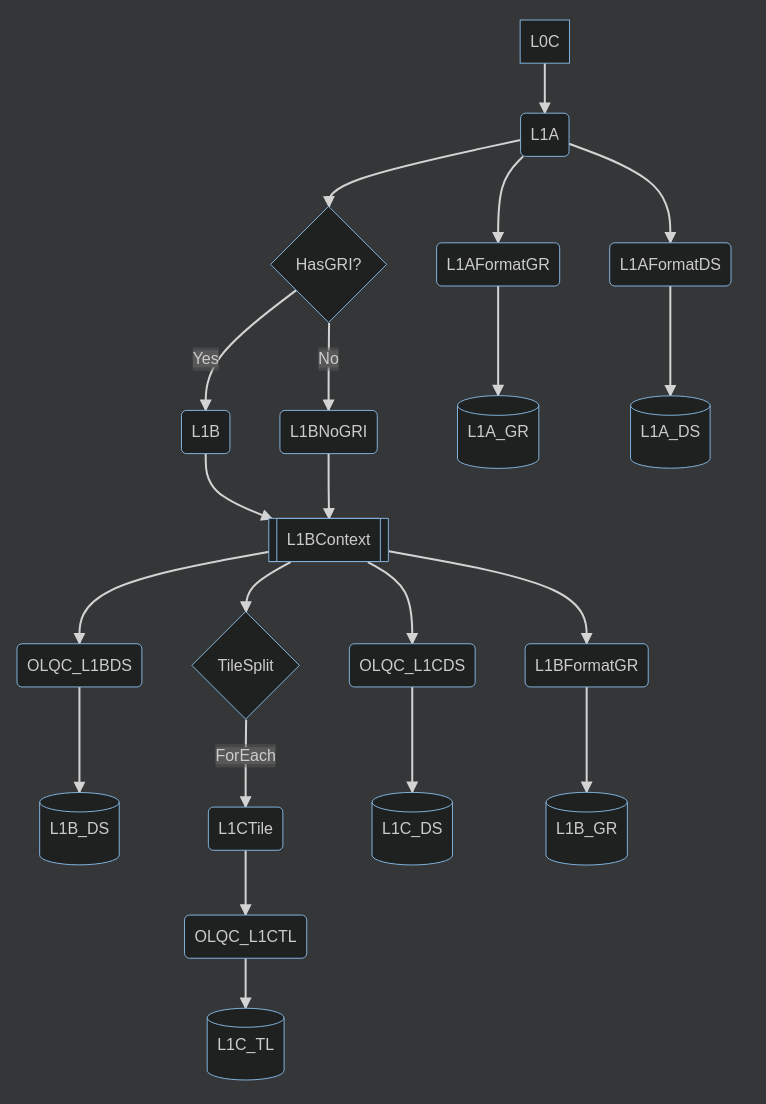 L0C
L1A
HasGRI?
L1AFormatGR
L1AFormatDS
Yes
No
L1B
L1BNoGRI
L1A_GR
L1A_DS
L1BContext
OLQC_L1BDS
TileSplit
OLQC_L1CDS
L1BFormatGR
ForEach
L1B_DS
L1CTile
L1C_DS
L1B_GR
OLQC_L1CTL
L1C_TL